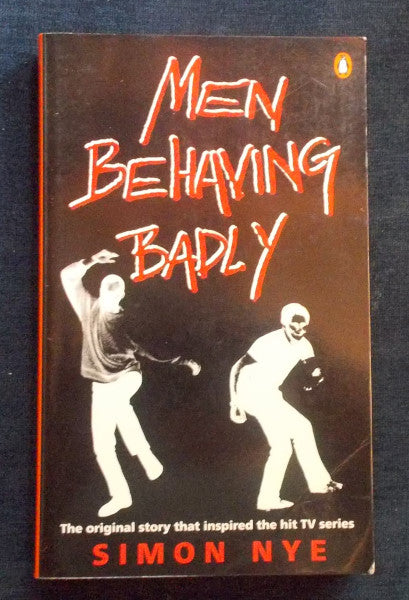 MEN
BEHAVING
BADLY
The original story that inspired the hit TV series
SIMON NYE